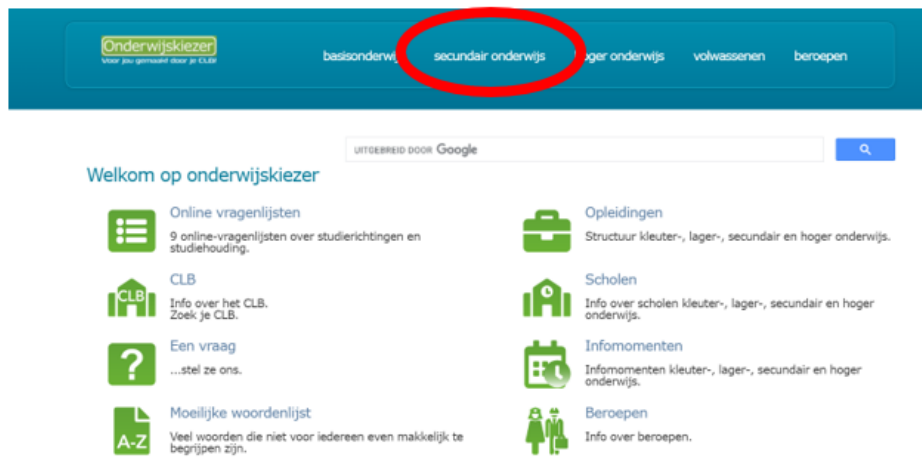 Onderwijskiezer
Voor jou gemaakt door je CLB!
basisonderwij secundair onderwijs oger onderwijs volwassenen beroepen
UITGEBREID DOOR Google
Welkom op onderwijskiezer
Online vragenlijsten
9 online-vragenlijsten over studierichtingen en
studiehouding.
Opleidingen
Structuur kleuter-, lager-, secundair en hoger onderwijs.
CLB
CLB
Info over het CLB.
Zoek je CLB.
Scholen
Info over scholen kleuter-, lager-, secundair en hoger
onderwijs.
?
Een vraag
...stel ze ons.
Infomomenten
Infomomenten kleuter-, lager-, secundair en hoger
onderwijs.
A-Z
Moeilijke woordenlijst
Veel woorden die niet voor iedereen even makkelijk te
begrijpen zijn.
Beroepen
Info over beroepen.